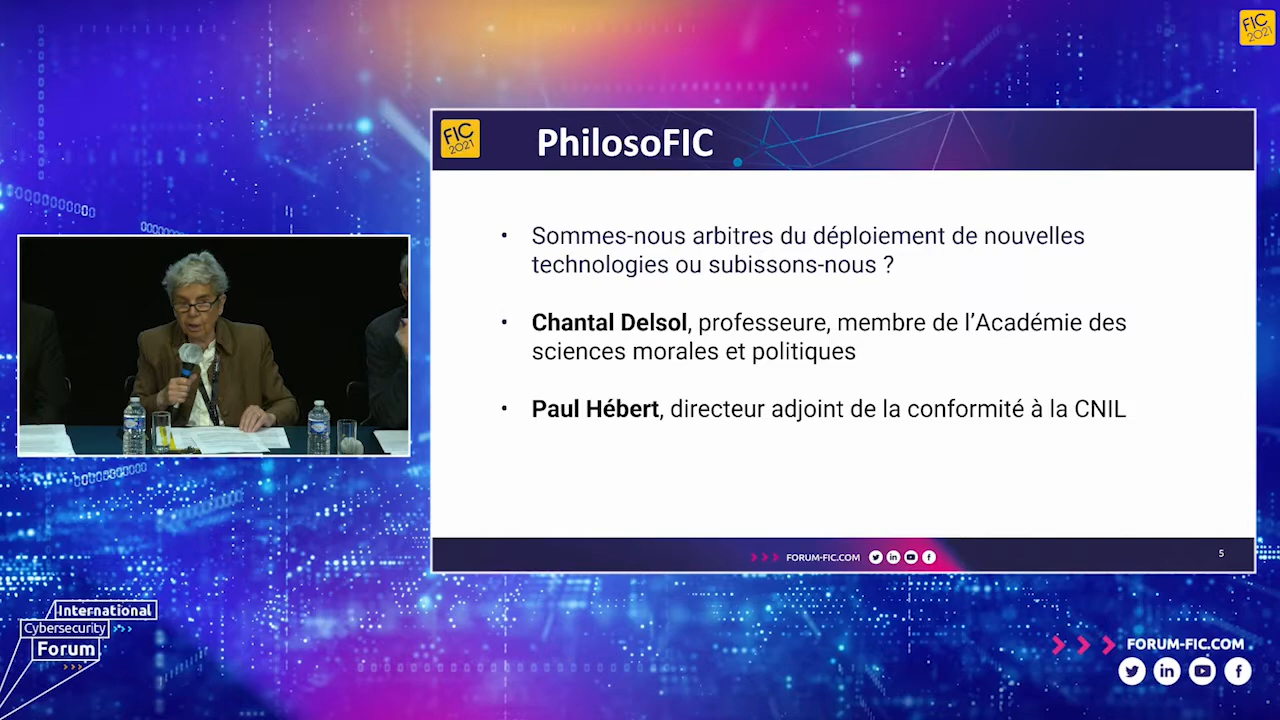 FIC
2021
FIC
2021
PhilosoFIC
• Sommes-nous arbitres du déploiement de nouvelles
technologies ou subissons-nous ?
• Chantal Delsol, professeure, membre de l’Académie des
sciences morales et politiques
• Paul Hébert, directeur adjoint de la conformité à la CNIL
FORUM-FIC.COM
5
International
Cybersecurity
Forum
FORUM-FIC.COM